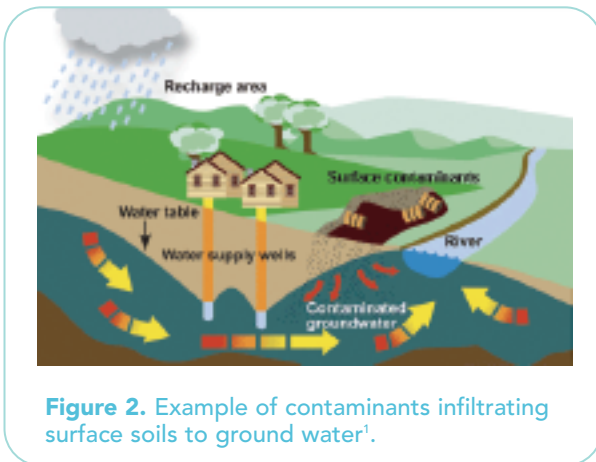 Recharge area
Surface contaminants
Water table
River
Water supply wells
Contaminated
groundwater
Figure 2. Example of contaminants infiltrating
surface soils to ground water¹.